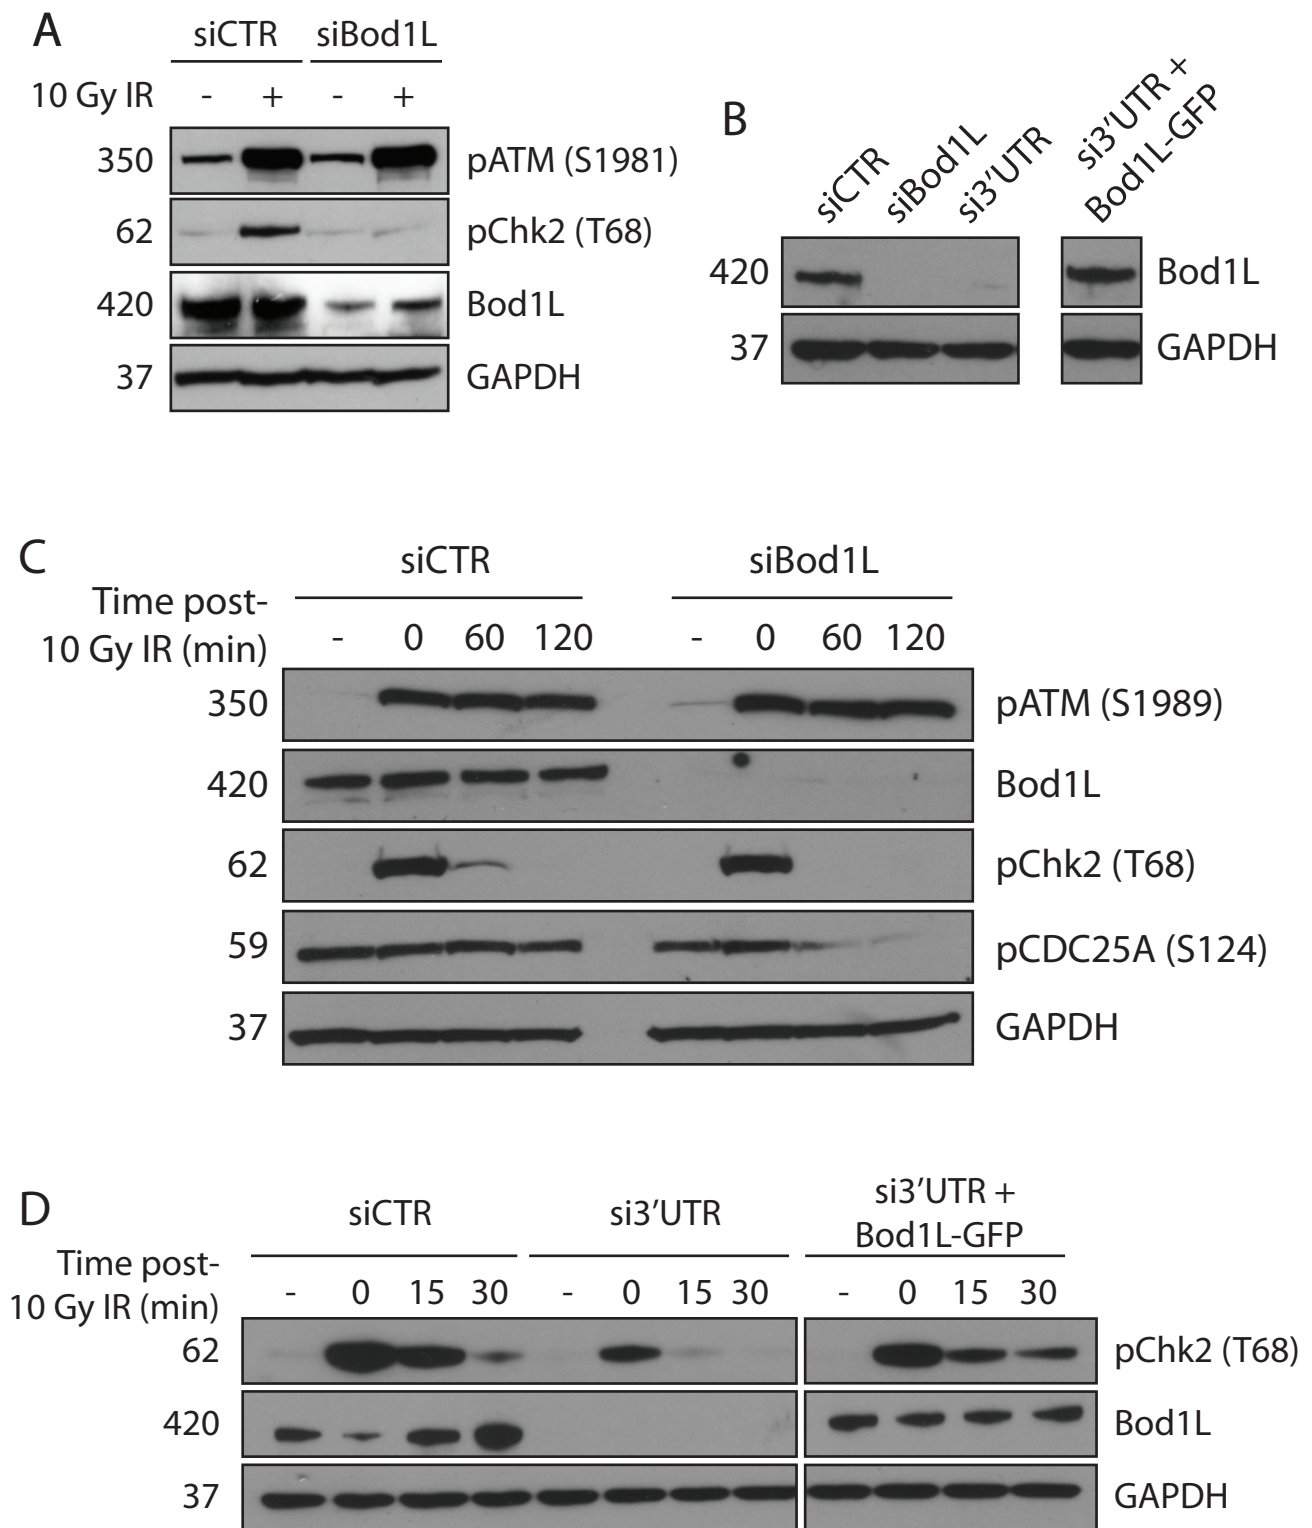 A
siCTR siBod1L
10 Gy IR - + - +
350 pATM (S1981)
62 pChk2 (T68)
420 Bod1L
37 GAPDH
B
siCTR siBod1L si3'UTR si3'UTR +
Bod1L-GFP
420 Bod1L
37 GAPDH
C
siCTR siBod1L
Time post-
10 Gy IR (min) - 0 60 120 - 0 60 120
350 pATM (S1989)
420 Bod1L
62 pChk2 (T68)
59 pCDC25A (S124)
37 GAPDH
D
siCTR si3'UTR si3'UTR +
Bod1L-GFP
Time post-
10 Gy IR (min) - 0 15 30 - 0 15 30 - 0 15 30
62 pChk2 (T68)
420 Bod1L
37 GAPDH